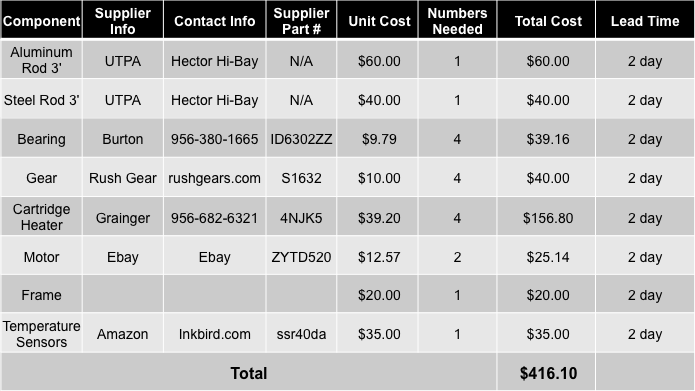 Component Supplier Info Contact Info Supplier Part # Unit Cost Numbers Needed Total Cost Lead Time
Aluminum Rod 3' UTPA Hector Hi-Bay N/A $60.00 1 $60.00 2 day
Steel Rod 3' UTPA Hector Hi-Bay N/A $40.00 1 $40.00 2 day
Bearing Burton 956-380-1665 ID6302ZZ $9.79 4 $39.16 2 day
Gear Rush Gear rushgears.com S1632 $10.00 4 $40.00 2 day
Cartridge Heater Grainger 956-682-6321 4NJK5 $39.20 4 $156.80 2 day
Motor Ebay Ebay ZYTD520 $12.57 2 $25.14 2 day
Frame $20.00 1 $20.00 2 day
Temperature Sensors Amazon Inkbird.com ssr40da $35.00 1 $35.00 2 day
Total $416.10